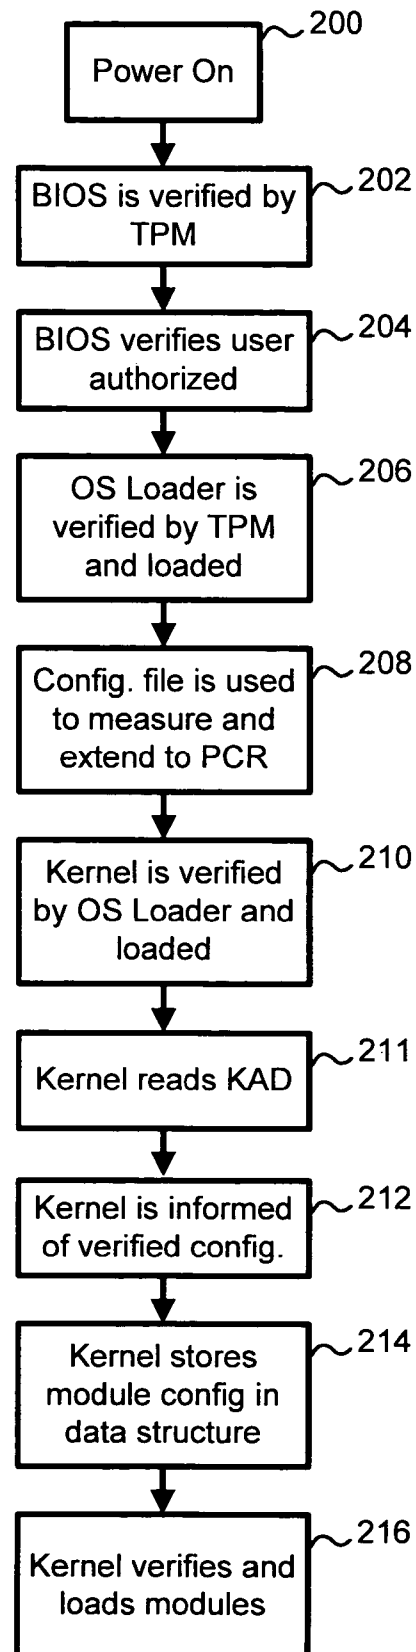 200
Power On
202
BIOS is verified by
TPM
204
BIOS verifies user
authorized
206
OS Loader is
verified by TPM
and loaded
208
Config. file is used
to measure and
extend to PCR
210
Kernel is verified
by OS Loader and
loaded
211
Kernel reads KAD
212
Kernel is informed
of verified config.
214
Kernel stores
module config in
data structure
216
Kernel verifies and
loads modules